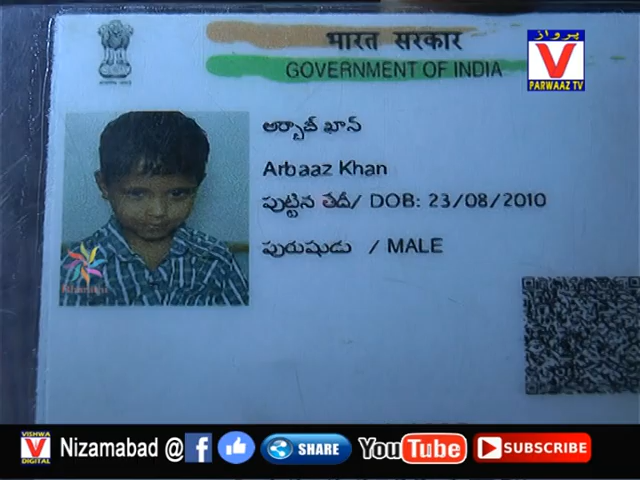 भारत सरकार
GOVERNMENT OF INDIA
پرواز
V
PARWAAZ TV
అర్బాజ్ ఖాన్
Arbaaz Khan
పుట్టిన తేదీ/ DOB: 23/08/2010
పురుషుడు / MALE
VISHWA
V
DIGITAL
Nizamabad @ f SHARE YouTube SUBSCRIBE